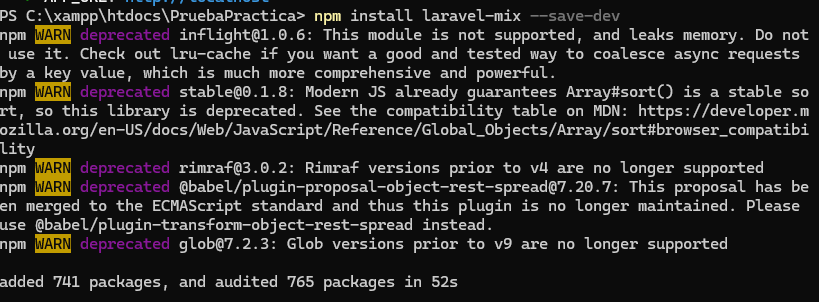 PS C:\xampp\htdocs\PruebaPractica> npm install laravel-mix --save-dev
npm WARN deprecated inflight@1.0.6: This module is not supported, and leaks memory. Do not
 use it. Check out lru-cache if you want a good and tested way to coalesce async requests
by a key value, which is much more comprehensive and powerful.
npm WARN deprecated stable@0.1.8: Modern JS already guarantees Array#sort() is a stable so
rt, so this library is deprecated. See the compatibility table on MDN: https://developer.m
ozilla.org/en-US/docs/Web/JavaScript/Reference/Global_Objects/Array/sort#browser_compatibi
lity
npm WARN deprecated rimraf@3.0.2: Rimraf versions prior to v4 are no longer supported
npm WARN deprecated @babel/plugin-proposal-object-rest-spread@7.20.7: This proposal has be
en merged to the ECMAScript standard and thus this plugin is no longer maintained. Please
use @babel/plugin-transform-object-rest-spread instead.
npm WARN deprecated glob@7.2.3: Glob versions prior to v9 are no longer supported
added 741 packages, and audited 765 packages in 52s